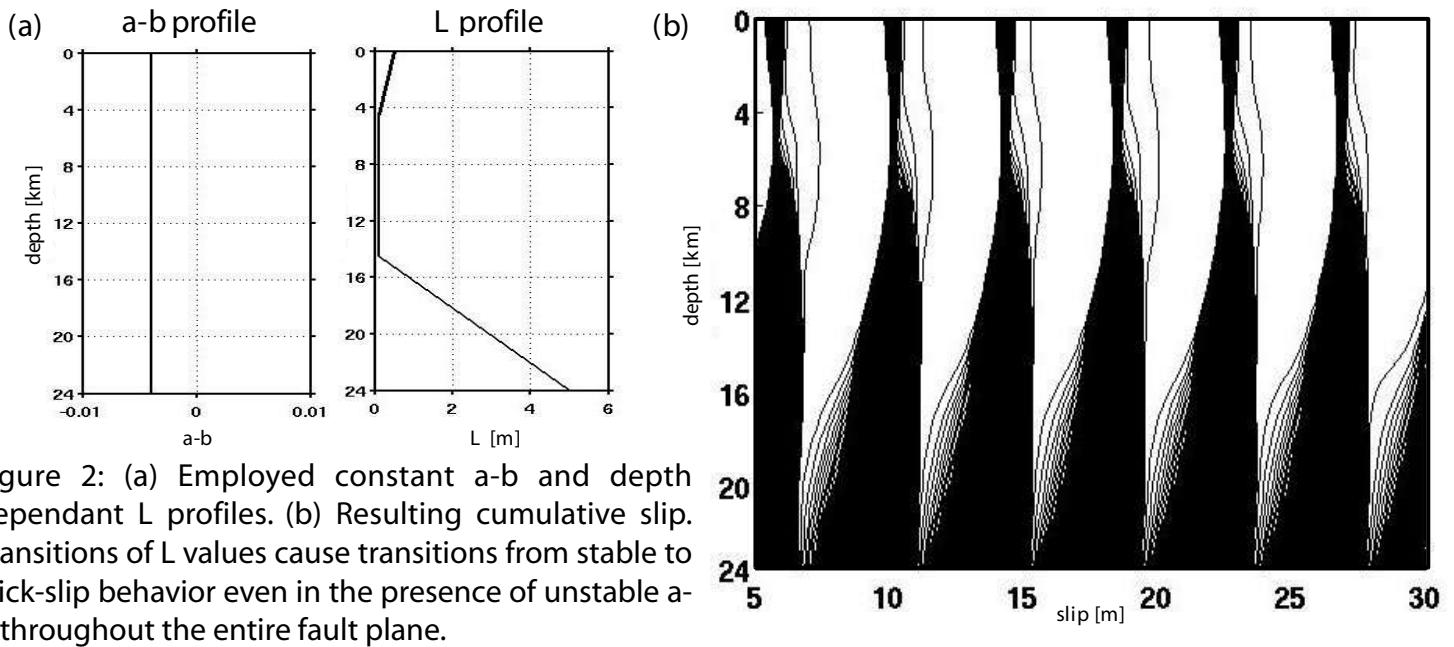 (a)
a-b profile
L profile
(b)
0
4
8
12
16
20
24
depth [km]
-0.01
0
0.01
a-b
0
4
8
12
16
20
24
0
2
4
6
L [m]
gure 2: (a) Employed constant a-b and depth
ependant L profiles. (b) Resulting cumulative slip.
ansitions of L values cause transitions from stable to
ick-slip behavior even in the presence of unstable a-
throughout the entire fault plane.
0
4
8
12
16
20
24
depth [km]
5
10
15
20
25
30
slip [m]